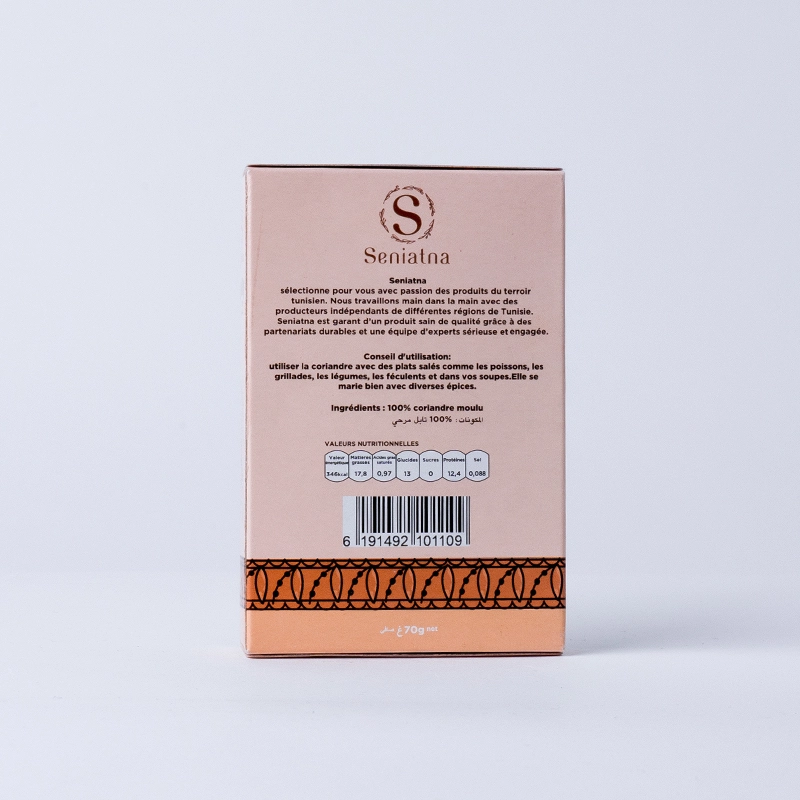 S
Seniatna
Seniatna
sélectionne pour vous avec passion des produits du terroir
tunisien. Nous travaillons main dans la main avec des
producteurs indépendants de différentes régions de Tunisie.
Seniatna est garant d'un produit sain de qualité grâce à des
partenariats durables et une équipe d'experts sérieuse et engagée.
Conseil d'utilisation:
utiliser la coriandre avec des plats salés comme les poissons, les
grillades, les légumes, les féculents et dans vos soupes.Elle se
marie bien avec diverses épices.
Ingrédients : 100% coriandre moulu
المكونات: 100% تابل مرحي
VALEURS NUTRITIONNELLES
Valeur énergétique Matières grasses Acides gras saturés Glucides Sucres Protéines Sel
346kcal 17,8 0,97 13 0 12,4 0,088
6 191492 101109
70g net غ صافي